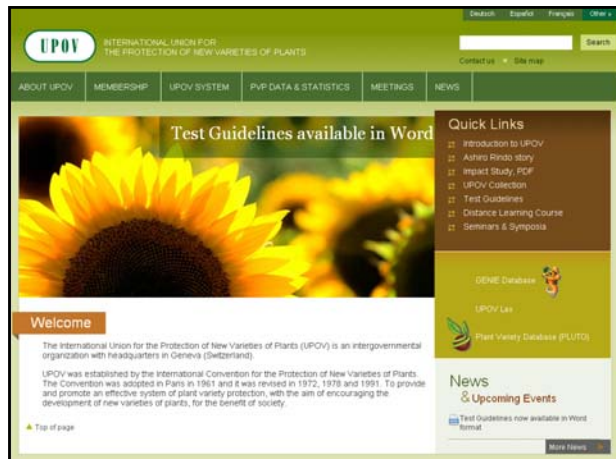 Deutsch Español Français Other »
UPOV
INTERNATIONAL UNION FOR
THE PROTECTION OF NEW VARIETIES OF PLANTS
Search
Contact us Site map
ABOUT UPOV MEMBERSHIP UPOV SYSTEM PVP DATA & STATISTICS MEETINGS NEWS
Test Guidelines available in Word
Quick Links
Introduction to UPOV
Ashiro Rindo story
Impact Study, PDF
UPOV Collection
Test Guidelines
Distance Learning Course
Seminars & Symposia
GENIE Database
UPOV Lex
Plant Variety Database (PLUTO)
Welcome
The International Union for the Protection of New Varieties of Plants (UPOV) is an intergovernmental
organization with headquarters in Geneva (Switzerland).
UPOV was established by the International Convention for the Protection of New Varieties of Plants.
The Convention was adopted in Paris in 1961 and it was revised in 1972, 1978 and 1991. To provide
and promote an effective system of plant variety protection, with the aim of encouraging the
development of new varieties of plants, for the benefit of society.
Top of page
News
& Upcoming Events
Test Guidelines now available in Word
format
More News